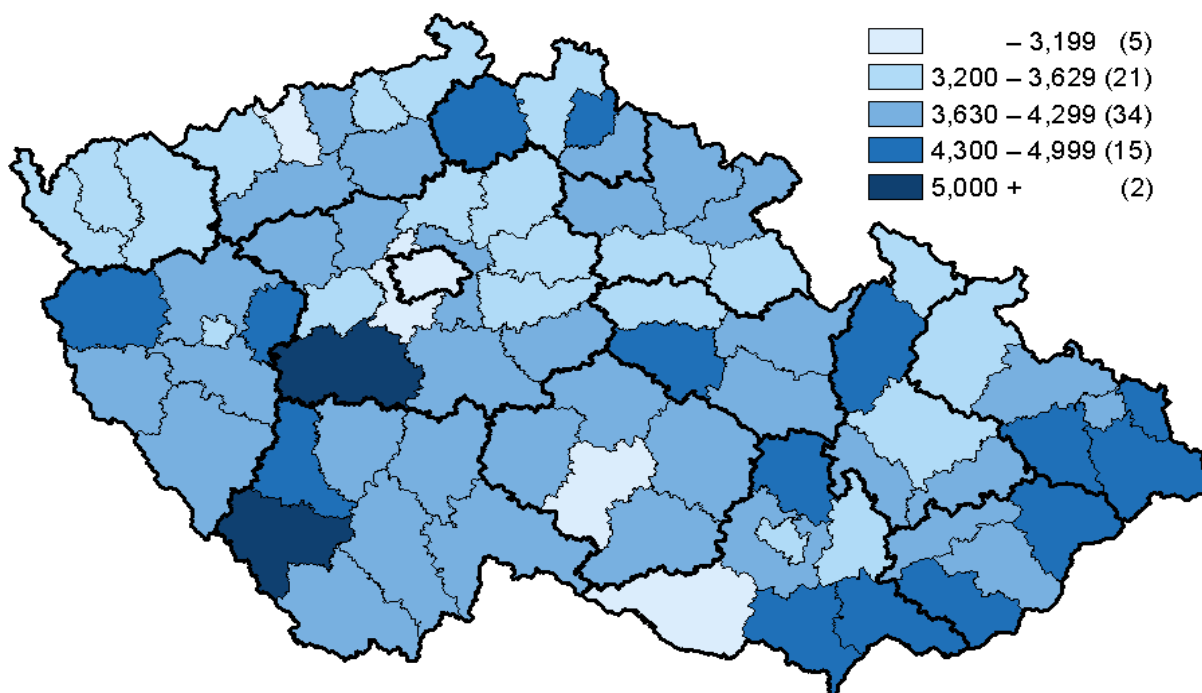 – 3,199 (5)
3,200 – 3,629 (21)
3,630 – 4,299 (34)
4,300 – 4,999 (15)
5,000 + (2)